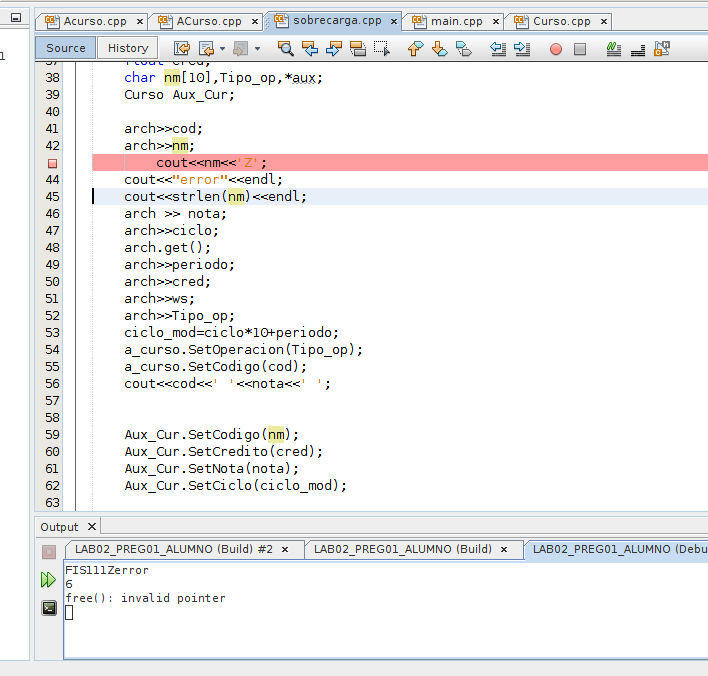 Acurso.cpp × ACurso.cpp × sobrecarga.cpp × main.cpp × Curso.cpp ×
1
Source History
37 float cred;
38 char nm[10],Tipo_op,*aux;
39 Curso Aux_Cur;
40
41 arch>>cod;
42 arch>>nm;
cout<<nm<<'Z';
44 cout<<"error"<<endl;
45 cout<<strlen(nm)<<endl;
46 arch >> nota;
47 arch>>ciclo;
48 arch.get();
49 arch>>periodo;
50 arch>>cred;
51 arch>>ws;
52 arch>>Tipo_op;
53 ciclo_mod=ciclo*10+periodo;
54 a_curso.SetOperacion(Tipo_op);
55 a_curso.SetCodigo(cod);
56 cout<<cod<<' '<<nota<<' ';
57
58
59 Aux_Cur.SetCodigo(nm);
60 Aux_Cur.SetCredito(cred);
61 Aux_Cur.SetNota(nota);
62 Aux_Cur.SetCiclo(ciclo_mod);
63
Output ×
LAB02_PREG01_ALUMNO (Build) #2 × LAB02_PREG01_ALUMNO (Build) × LAB02_PREG01_ALUMNO (Debu
FIS111Zerror
6
free(): invalid pointer